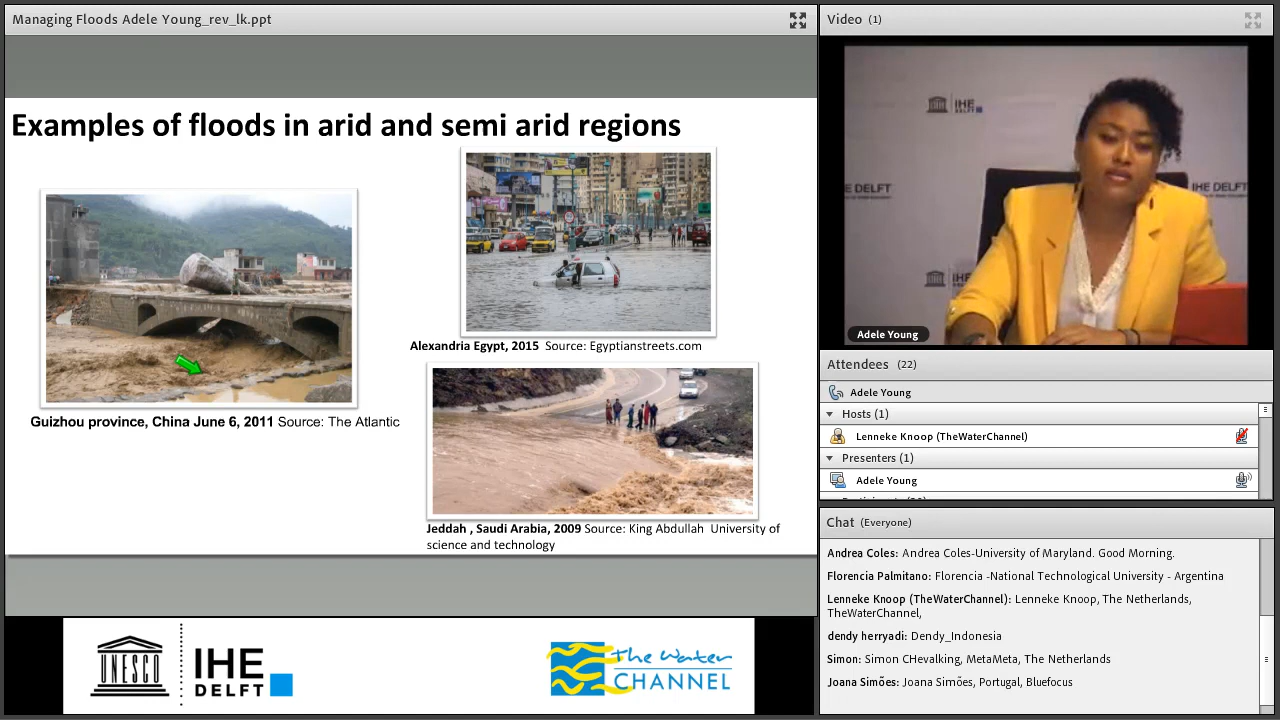 Managing Floods Adele Young_rev_lk.ppt
Examples of floods in arid and semi arid regions
Guizhou province, China June 6, 2011 Source: The Atlantic
Alexandria Egypt, 2015 Source: Egyptianstreets.com
Jeddah , Saudi Arabia, 2009 Source: King Abdullah University of
science and technology
UNESCO
IHE
DELFT
The Water
CHANNEL
Video (1)
IHE
DELFT
IHE DELFT
IHE DELFT
IHE
Adele Young
Attendees (22)
Adele Young
Hosts (1)
Lenneke Knoop (TheWaterChannel)
Presenters (1)
Adele Young
Chat (Everyone)
Andrea Coles: Andrea Coles-University of Maryland. Good Morning.
Florencia Palmitano: Florencia -National Technological University - Argentina
Lenneke Knoop (TheWaterChannel): Lenneke Knoop, The Netherlands,
TheWaterChannel,
dendy herryadi: Dendy_Indonesia
Simon: Simon CHevalking, MetaMeta, The Netherlands
Joana Simões: Joana Simões, Portugal, Bluefocus